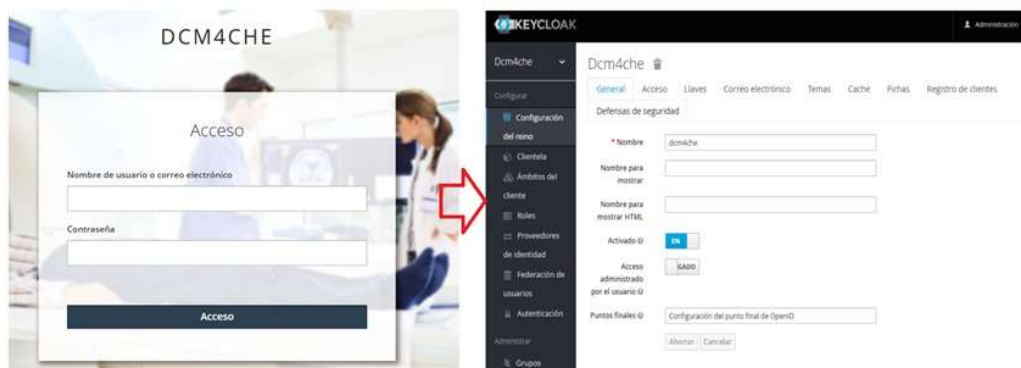 DCM4CHE
Acceso
Nombre de usuario o correo electrónico
Contraseña
Acceso
KEYCLOAK
Administración
Dcm4che
Configurar
Configuración
del reino
Clientela
Ámbitos del
cliente
Roles
Proveedores
de identidad
Federación de
usuarios
Autenticación
Administrar
Grupos
Dcm4che
General Acceso Llaves Correo electrónico Temas Cache Fichas Registro de clientes
Defensas de seguridad
* Nombre dcm4che
Nombre para
mostrar
Nombre para
mostrar HTML
Activado EN
Acceso GADO
administrado
por el usuario
Puntos finales Configuración del punto final de OpenID
Ahorrar Cancelar